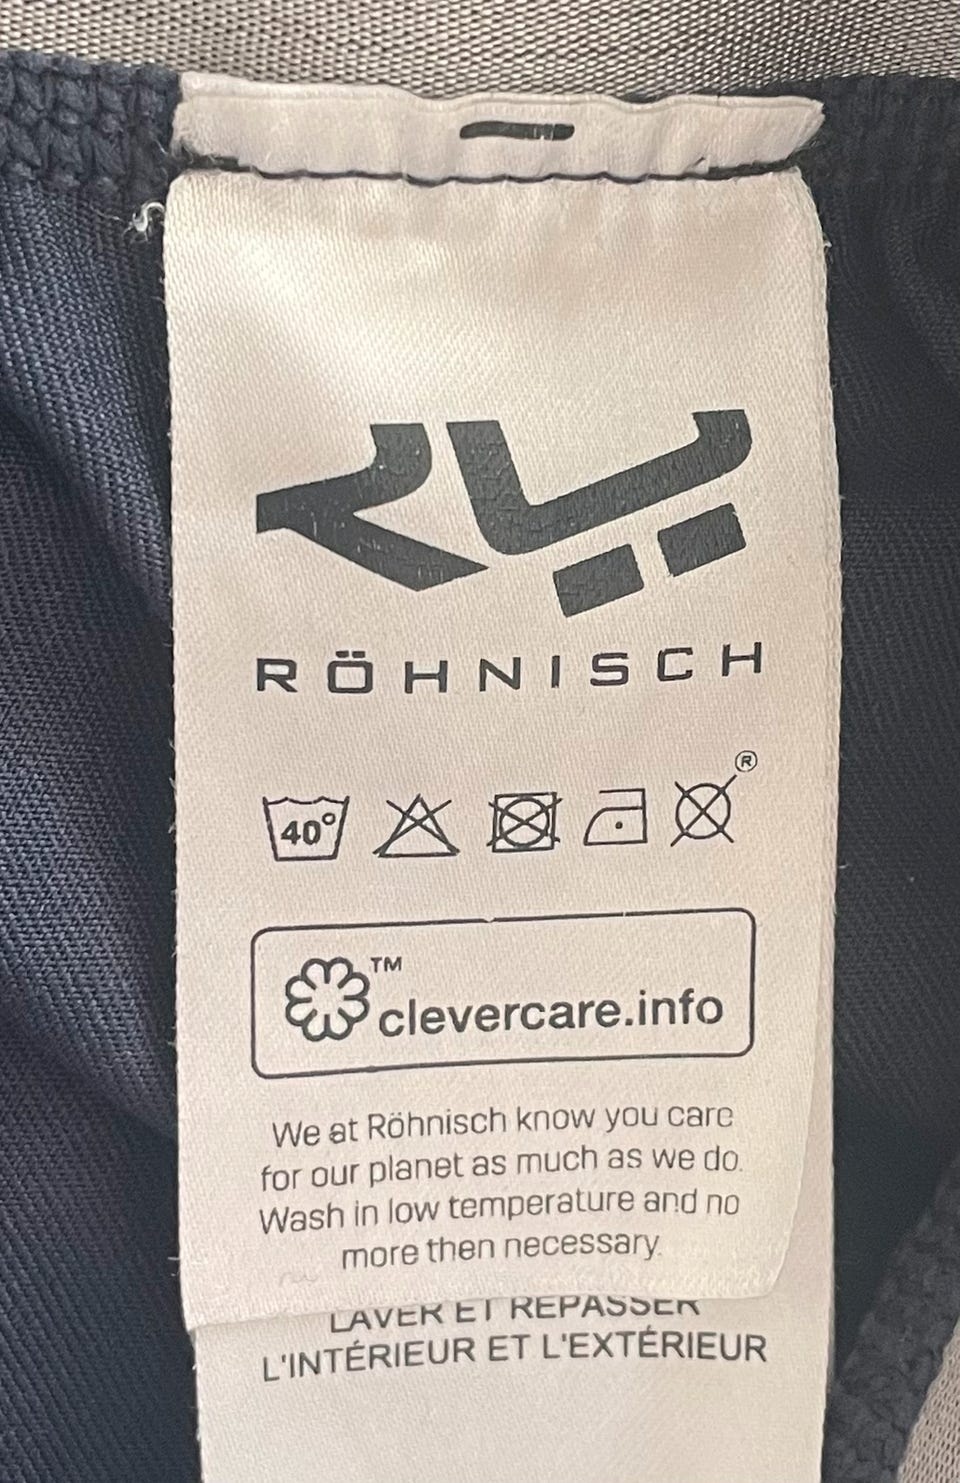 RÖHNISCH
®
40°
™
clevercare.info
We at Röhnisch know you care
for our planet as much as we do.
Wash in low temperature and no
more then necessary.
LAVER ET REPASSER
L'INTÉRIEUR ET L'EXTÉRIEUR